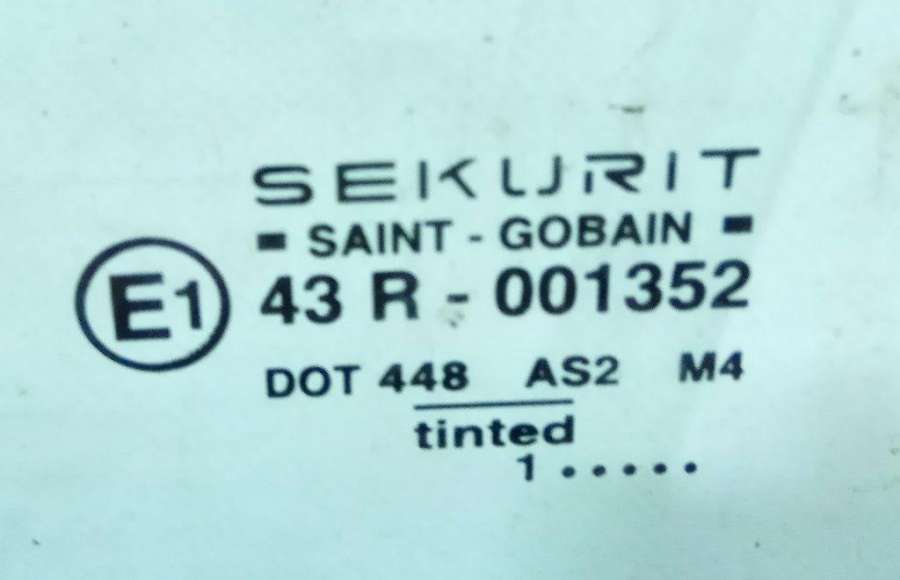 SEKURIT
- SAINT - GOBAIN -
E1 43 R - 001352
DOT 448 AS2 M4
tinted
1 . . . . .